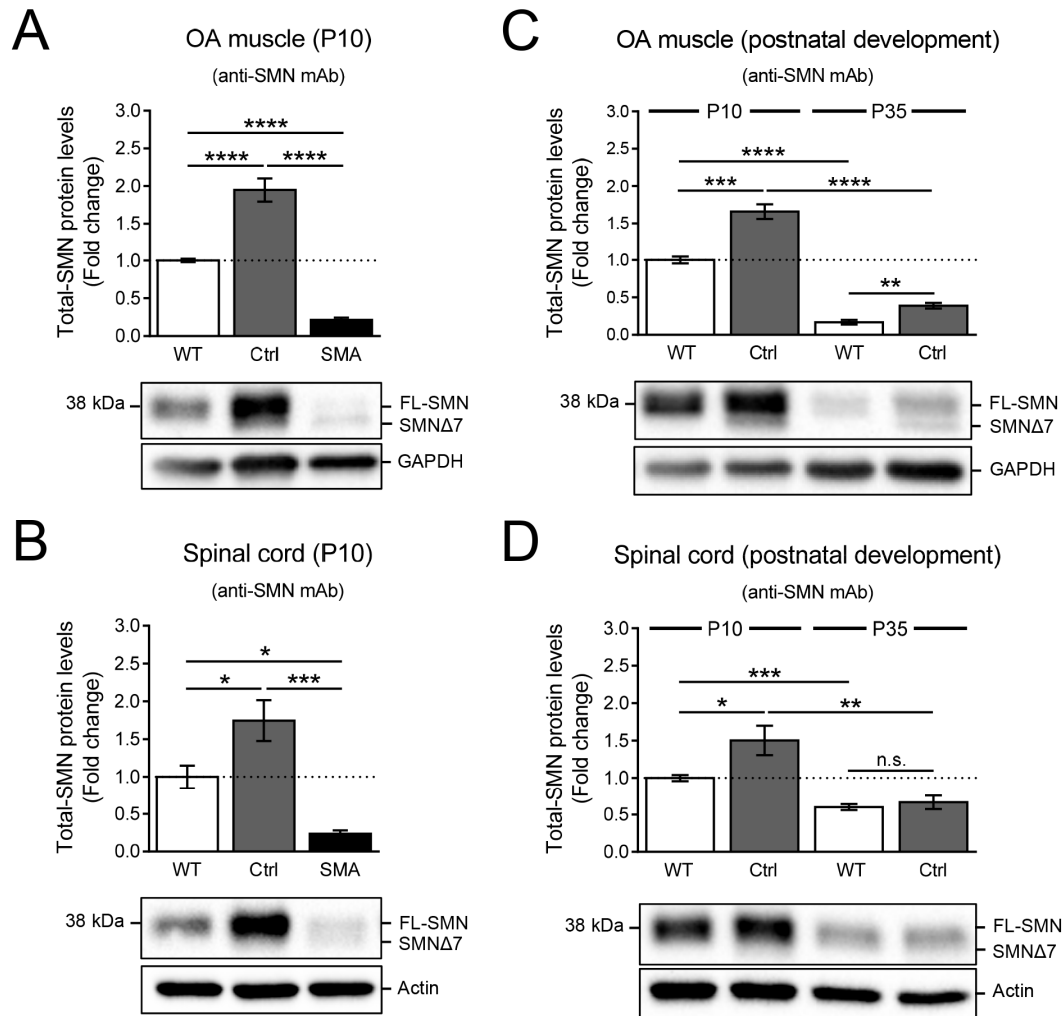 A
OA muscle (P10)
(anti-SMN mAb)
Total-SMN protein levels
(Fold change)
3.0
2.5
2.0
1.5
1.0
0.5
0.0
****
**** ****
WT Ctrl SMA
38 kDa
FL-SMN
SMNΔ7
GAPDH
B
Spinal cord (P10)
(anti-SMN mAb)
Total-SMN protein levels
(Fold change)
3.0
2.5
2.0
1.5
1.0
0.5
0.0
*
* ***
WT Ctrl SMA
38 kDa
FL-SMN
SMNΔ7
Actin
C
OA muscle (postnatal development)
(anti-SMN mAb)
Total-SMN protein levels
(Fold change)
3.0
2.5
2.0
1.5
1.0
0.5
0.0
P10 P35
****
*** ****
**
WT Ctrl WT Ctrl
38 kDa
FL-SMN
SMNΔ7
GAPDH
D
Spinal cord (postnatal development)
(anti-SMN mAb)
Total-SMN protein levels
(Fold change)
3.0
2.5
2.0
1.5
1.0
0.5
0.0
P10 P35
***
* **
n.s.
WT Ctrl WT Ctrl
38 kDa
FL-SMN
SMNΔ7
Actin